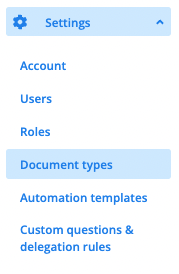 Settings
Account
Users
Roles
Document types
Automation templates
Custom questions &
delegation rules